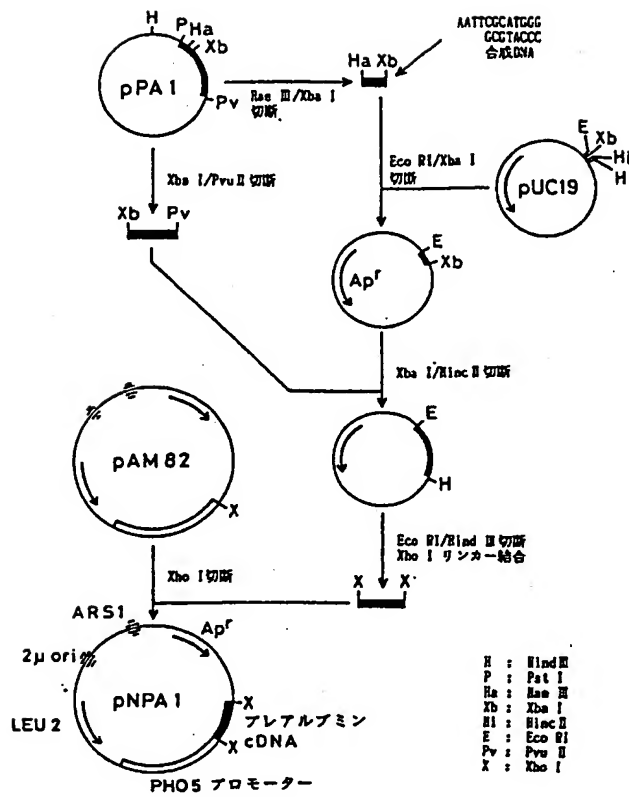 H
P
Ha
Xb
pPA1
Pv
Hae III/Xba I
切断
Ha Xb
AATTCGCATGGG
GCGTACCC
合成DNA
Xba I/Pvu II 切断
Xb Pv
Eco RI/Xba I
切断
E
Xb
Hi
H
pUC19
E
Xb
Apr
Xba I/Hinc II 切断
pAM82
X
E
H
Xho I 切断
Eco RI/Hind III 切断
Xho I リンカー結合
X X
ARS1
Apr
2μ ori
pNPA1
LEU2
X
プレアルブミン
X cDNA
PHO5 プロモーター
H : Hind III
P : Pst I
Ha : Hae III
Xb : Xba I
Hi : Hinc II
E : Eco RI
Pv : Pvu II
X : Xho I